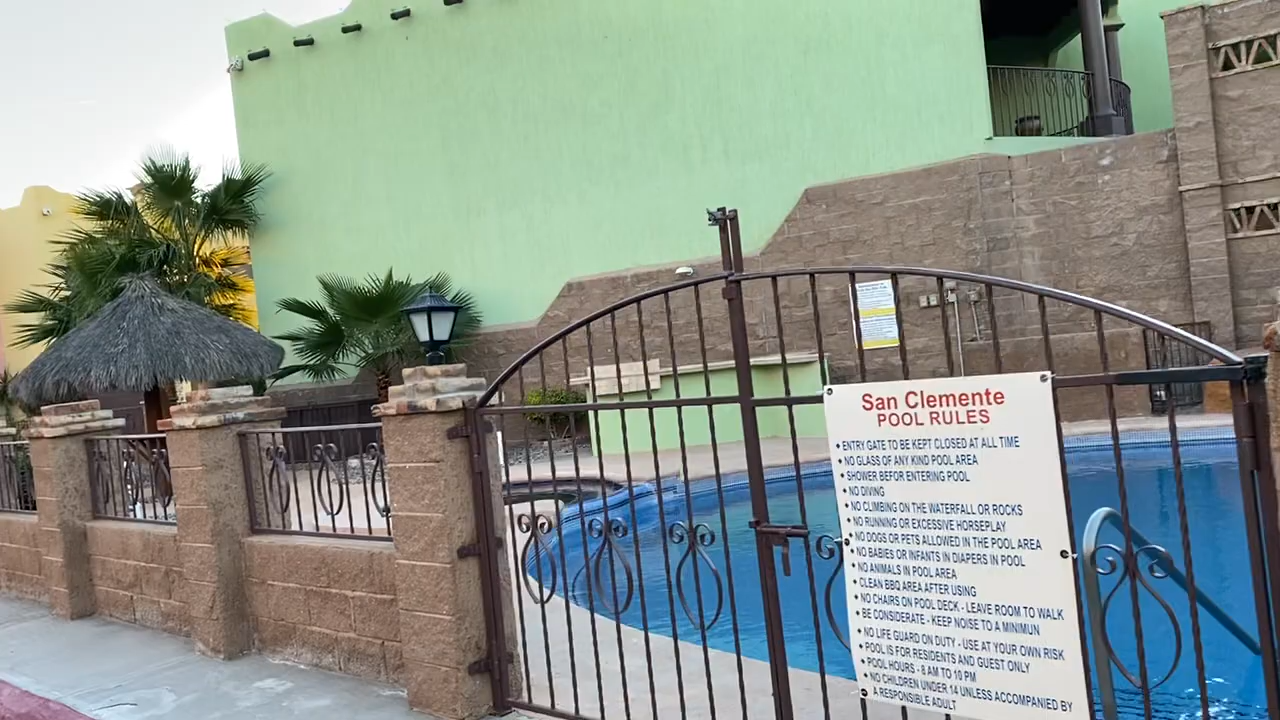 San Clemente
POOL RULES
• ENTRY GATE TO BE KEPT CLOSED AT ALL TIME
• NO GLASS OF ANY KIND POOL AREA
• SHOWER BEFOR ENTERING POOL
• NO DIVING
• NO CLIMBING ON THE WATERFALL OR ROCKS
• NO RUNNING OR EXCESSIVE HORSEPLAY
• NO DOGS OR PETS ALLOWED IN THE POOL AREA
• NO BABIES OR INFANTS IN DIAPERS IN POOL
• NO ANIMALS IN POOL AREA
• CLEAN BBQ AREA AFTER USING
• NO CHAIRS ON POOL DECK - LEAVE ROOM TO WALK
• BE CONSIDERATE - KEEP NOISE TO A MINIMUN
• NO LIFE GUARD ON DUTY - USE AT YOUR OWN RISK
• POOL IS FOR RESIDENTS AND GUEST ONLY
• POOL HOURS - 8 AM TO 10 PM
• NO CHILDREN UNDER 14 UNLESS ACCOMPANIED BY
A RESPONSIBLE ADULT